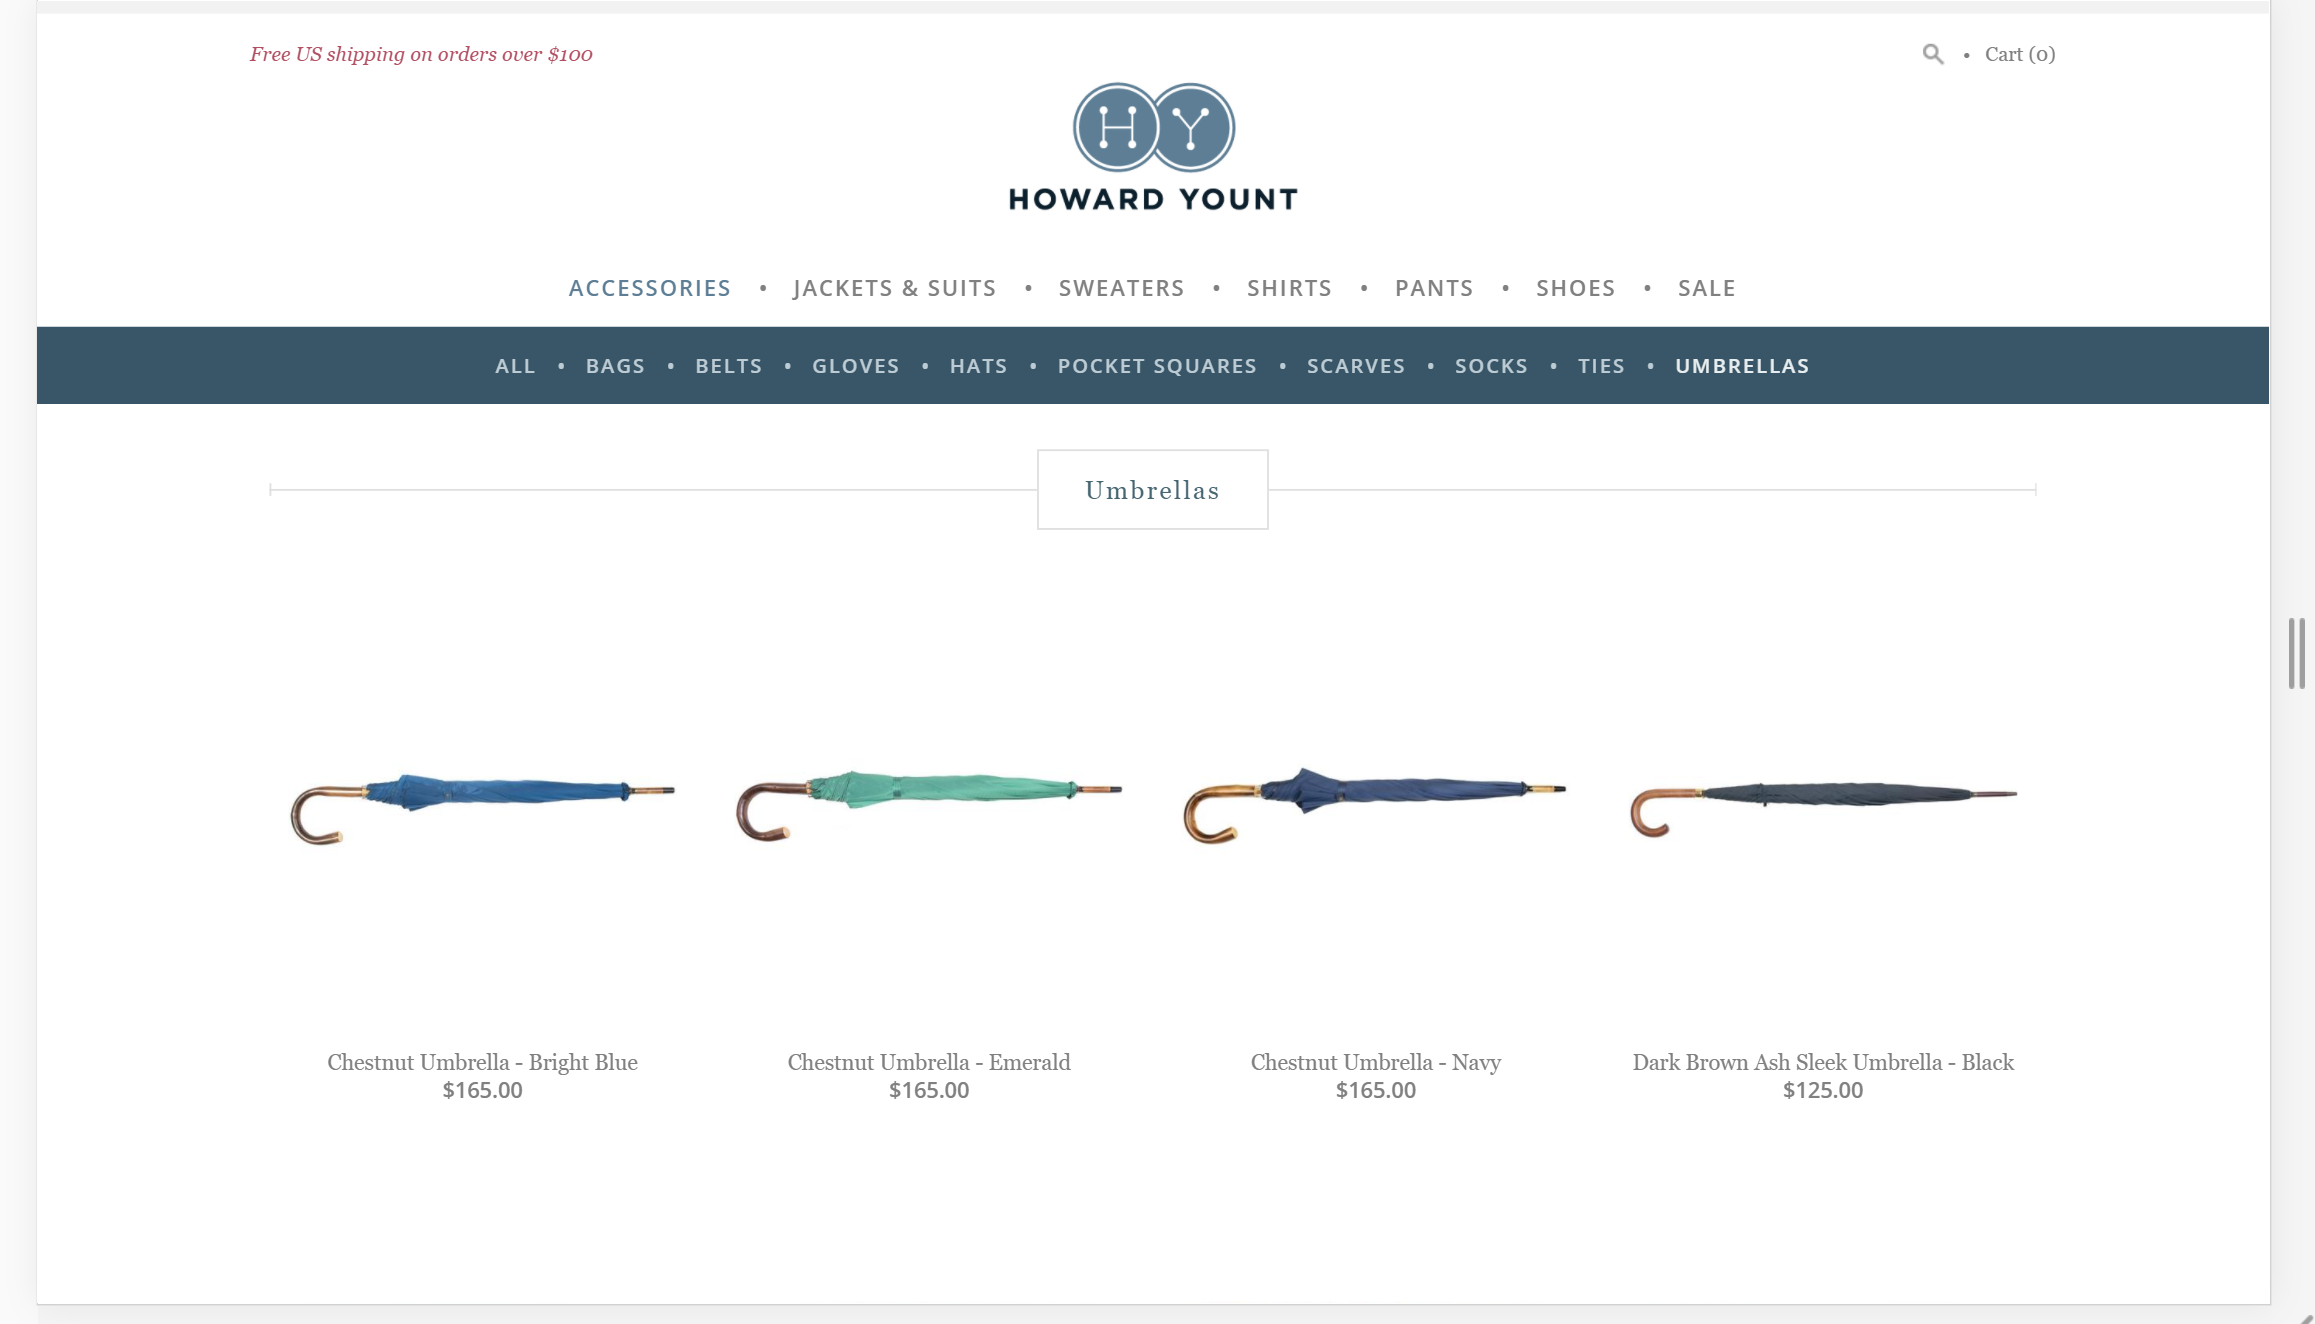 Free US shipping on orders over $100
• Cart (0)
H Y
HOWARD YOUNT
ACCESSORIES • JACKETS & SUITS • SWEATERS • SHIRTS • PANTS • SHOES • SALE
ALL • BAGS • BELTS • GLOVES • HATS • POCKET SQUARES • SCARVES • SOCKS • TIES • UMBRELLAS
Umbrellas
Chestnut Umbrella - Bright Blue
$165.00
Chestnut Umbrella - Emerald
$165.00
Chestnut Umbrella - Navy
$165.00
Dark Brown Ash Sleek Umbrella - Black
$125.00